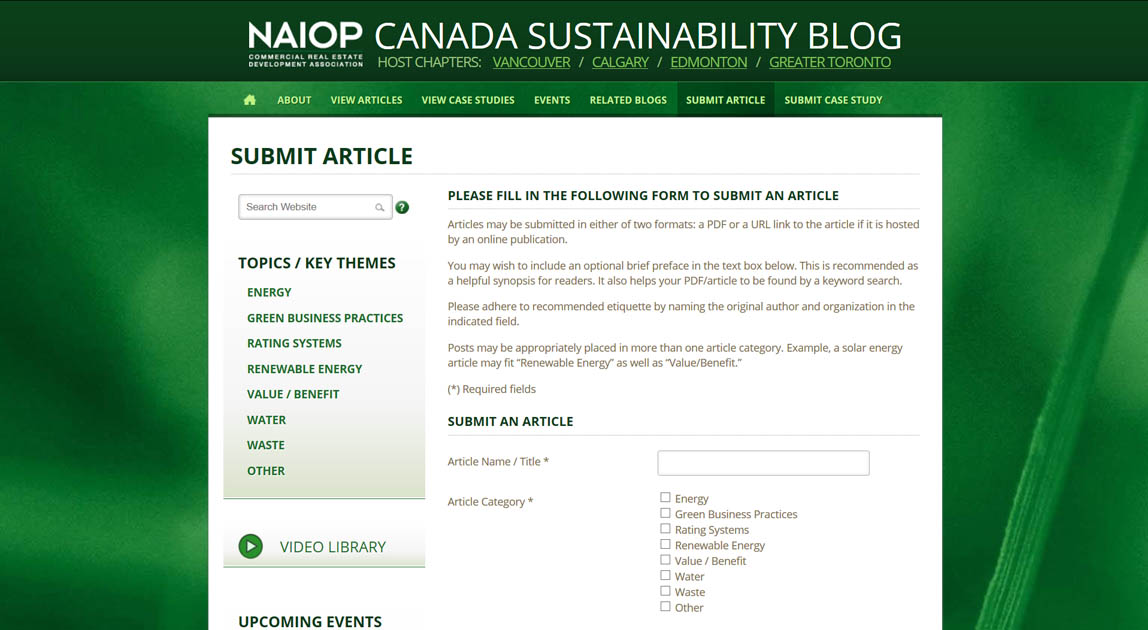 NAIOP
COMMERCIAL REAL ESTATE
DEVELOPMENT ASSOCIATION
CANADA SUSTAINABILITY BLOG
HOST CHAPTERS: VANCOUVER / CALGARY / EDMONTON / GREATER TORONTO
ABOUT VIEW ARTICLES VIEW CASE STUDIES EVENTS RELATED BLOGS SUBMIT ARTICLE SUBMIT CASE STUDY
SUBMIT ARTICLE
Search Website
?
TOPICS / KEY THEMES
ENERGY
GREEN BUSINESS PRACTICES
RATING SYSTEMS
RENEWABLE ENERGY
VALUE / BENEFIT
WATER
WASTE
OTHER
VIDEO LIBRARY
UPCOMING EVENTS
PLEASE FILL IN THE FOLLOWING FORM TO SUBMIT AN ARTICLE
Articles may be submitted in either of two formats: a PDF or a URL link to the article if it is hosted
by an online publication.
You may wish to include an optional brief preface in the text box below. This is recommended as
a helpful synopsis for readers. It also helps your PDF/article to be found by a keyword search.
Please adhere to recommended etiquette by naming the original author and organization in the
indicated field.
Posts may be appropriately placed in more than one article category. Example, a solar energy
article may fit “Renewable Energy” as well as “Value/Benefit.”
(*) Required fields
SUBMIT AN ARTICLE
Article Name / Title *
Article Category *
Energy
Green Business Practices
Rating Systems
Renewable Energy
Value / Benefit
Water
Waste
Other